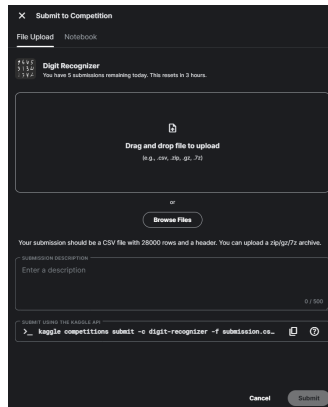 Submit to Competition
File Upload Notebook
Digit Recognizer
You have 5 submissions remaining today. This resets in 3 hours.
Drag and drop file to upload
(e.g., .csv, .zip, .gz, .7z)
or
Browse Files
Your submission should be a CSV file with 28000 rows and a header. You can upload a zip/gz/7z archive.
SUBMISSION DESCRIPTION
Enter a description
0 / 500
SUBMIT USING THE KAGGLE API
>_ kaggle competitions submit -c digit-recognizer -f submission.cs…
Cancel Submit